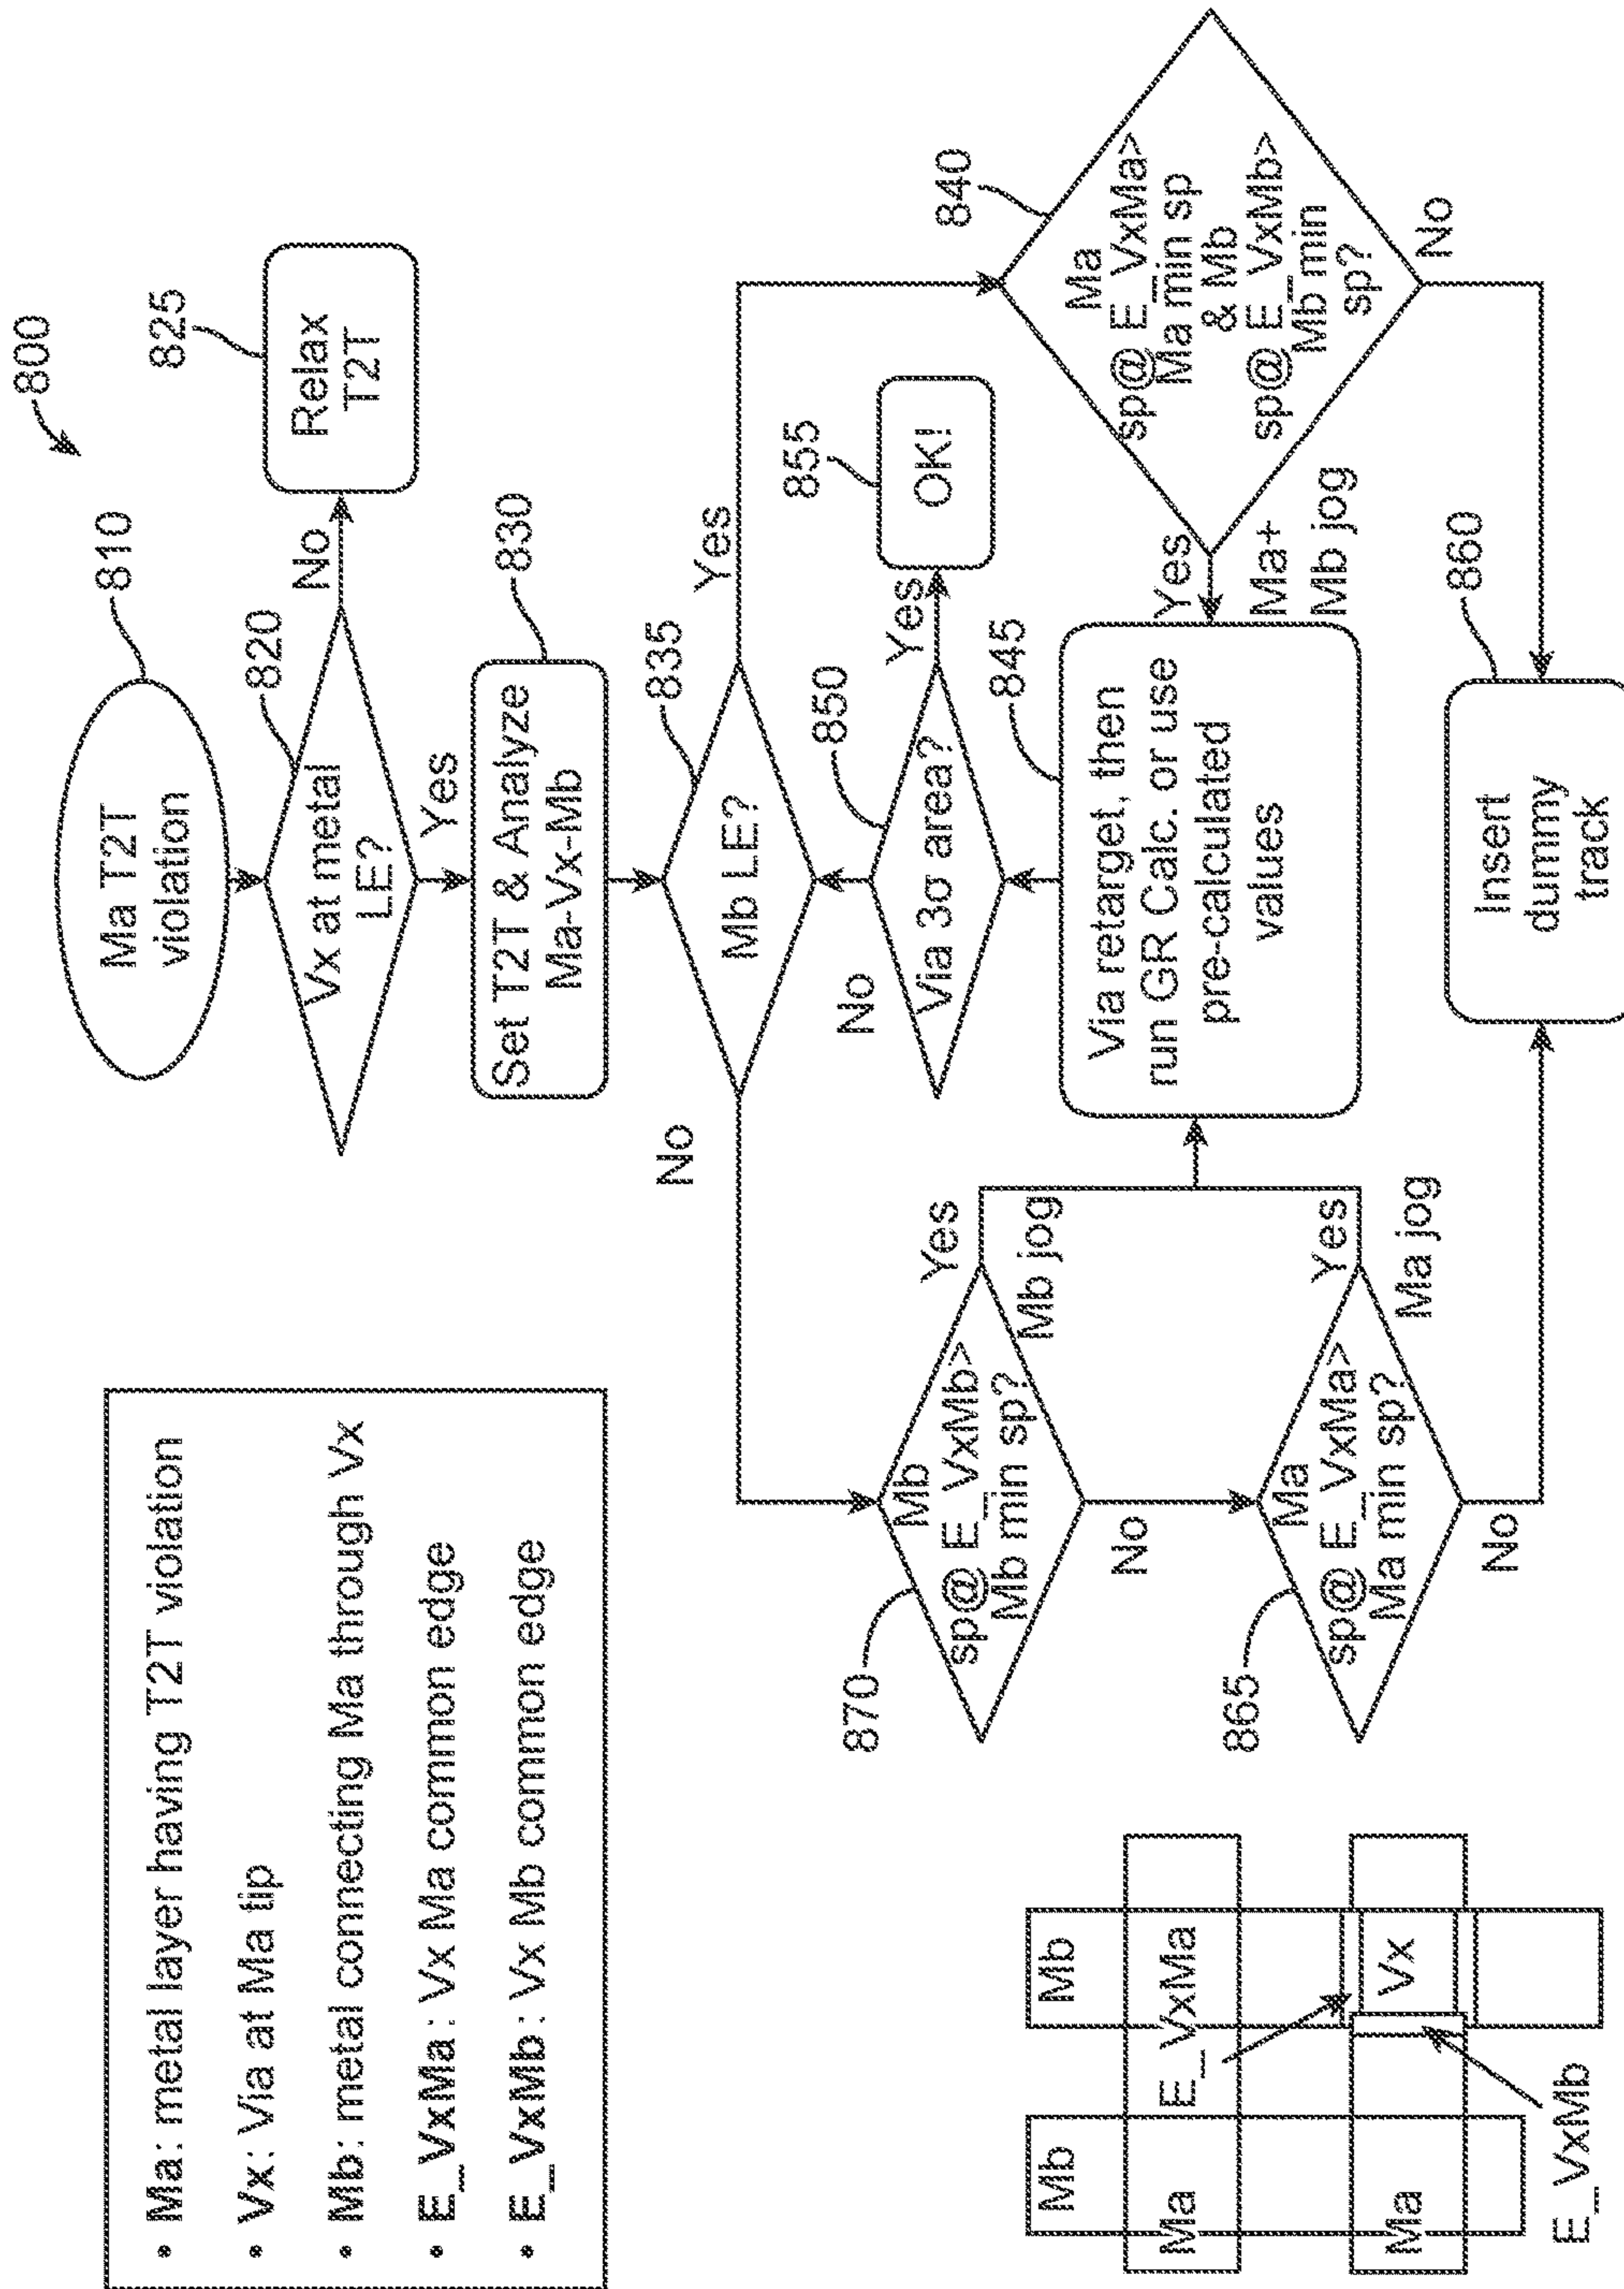 800
• Ma: metal layer having T2T violation
• Vx: Via at Ma tip
• Mb: metal connecting Ma through Vx
• E_VxMa: Vx Ma common edge
• E_VxMb: Vx Mb common edge
Ma T2T
violation
810
Vx at metal
LE?
820
No
Relax
T2T
825
Yes
Set T2T & Analyze
Ma-Vx-Mb
830
Mb LE?
835
No
Yes
Via 3σ area?
850
No
Yes
OK!
855
Ma
sp@ E_VxMa>
Ma min sp
& Mb
sp@ E_VxMb>
Mb min
sp?
840
Yes
Ma+
Mb jog
No
Via retarget, then
run GR Calc. or use
pre-calculated
values
845
Mb
sp@ E_VxMb>
Mb min sp?
870
Yes
Mb jog
No
Ma
sp@ E_VxMa>
Ma min sp?
865
Yes
Ma jog
No
Insert
dummy
track
860
Mb
Mb
Ma
E_VxMa
Ma
Vx
E_VxMb